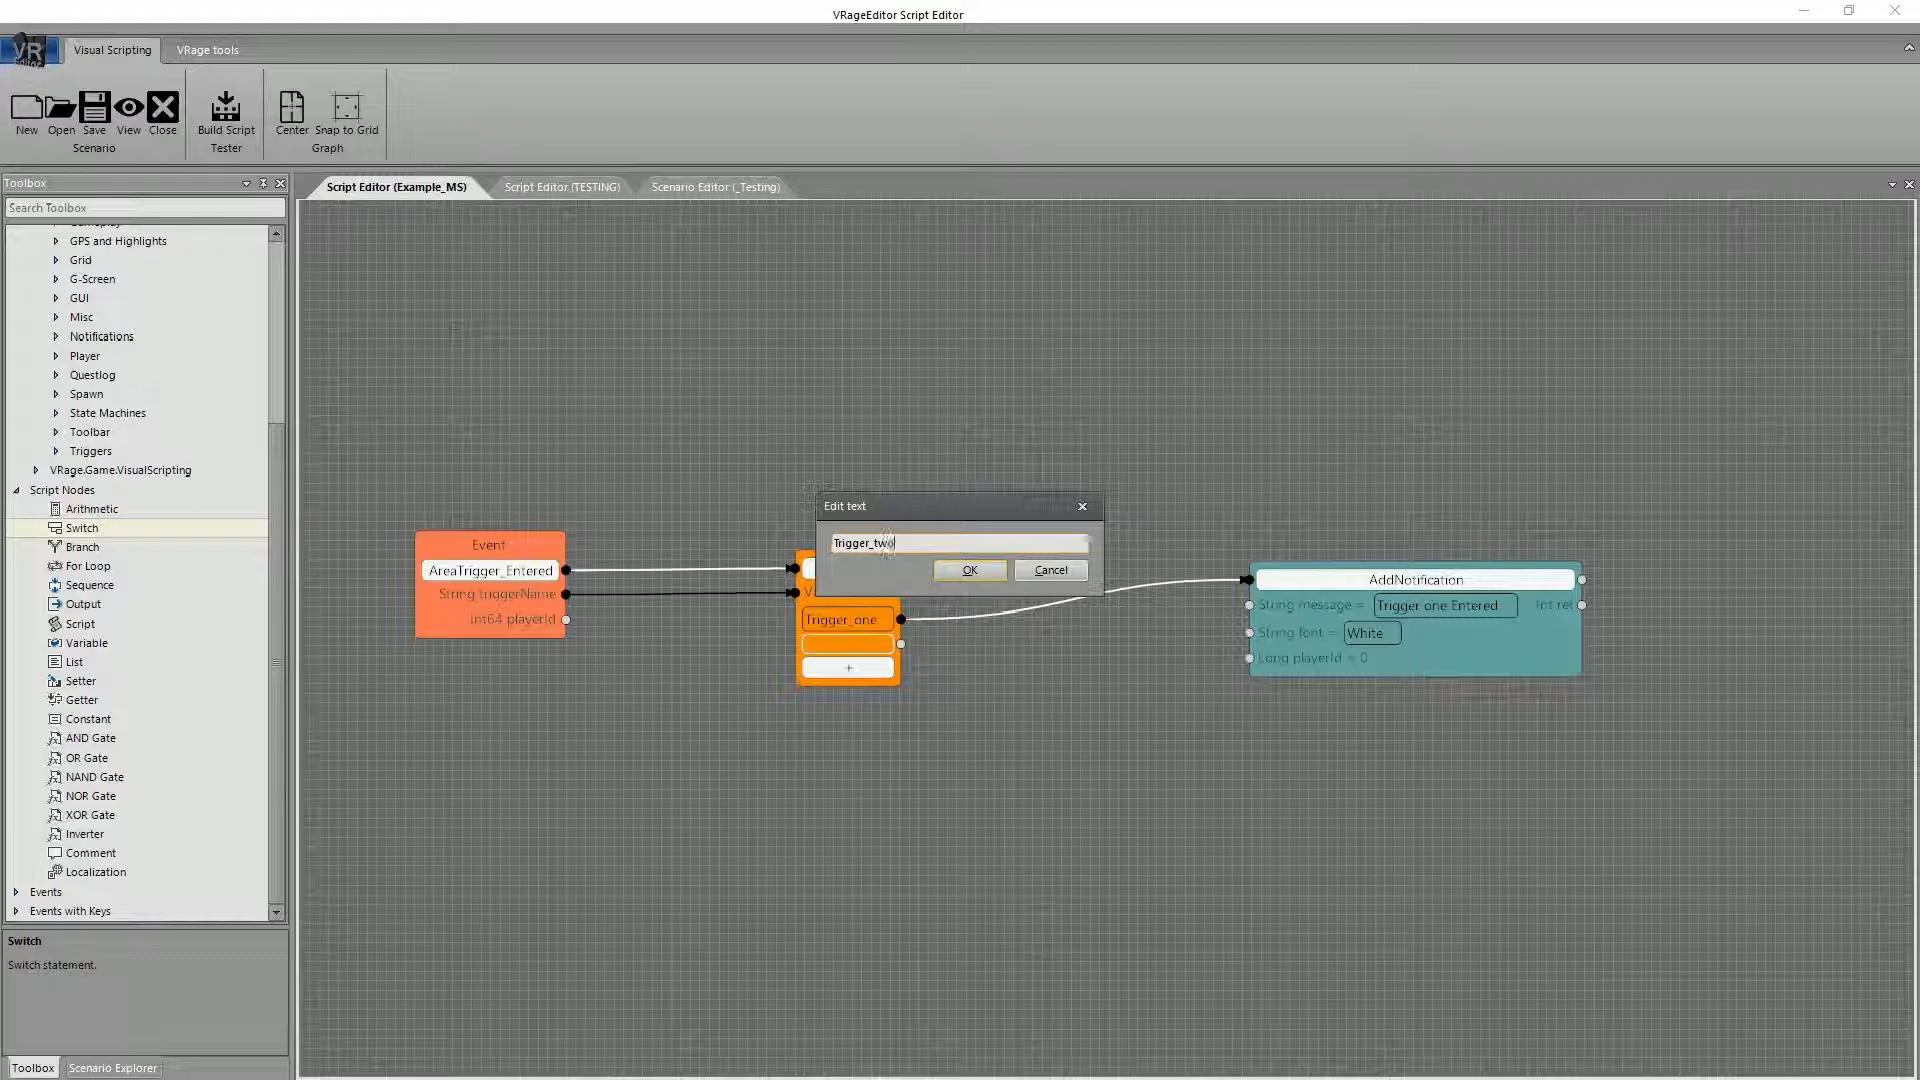 VRageEditor Script Editor
VR
Editor
Visual Scripting
VRage tools
New
Open
Save
View
Close
Build Script
Center
Snap to Grid
Scenario
Tester
Graph
Toolbox
Search Toolbox
GPS and Highlights
Grid
G-Screen
GUI
Misc
Notifications
Player
Questlog
Spawn
State Machines
Toolbar
Triggers
VRage.Game.VisualScripting
Script Nodes
Arithmetic
Switch
Branch
For Loop
Sequence
Output
Script
Variable
List
Setter
Getter
Constant
AND Gate
OR Gate
NAND Gate
NOR Gate
XOR Gate
Inverter
Comment
Localization
Events
Events with Keys
Switch
Switch statement.
Toolbox
Scenario Explorer
Script Editor (Example_MS)
Script Editor (TESTING)
Scenario Editor (_Testing)
Event
AreaTrigger_Entered
String triggerName
Int64 playerId
Edit text
Trigger_two
OK
Cancel
Trigger_one
+
AddNotification
String message =
Trigger one Entered
Int ret
String font =
White
Long playerId = 0